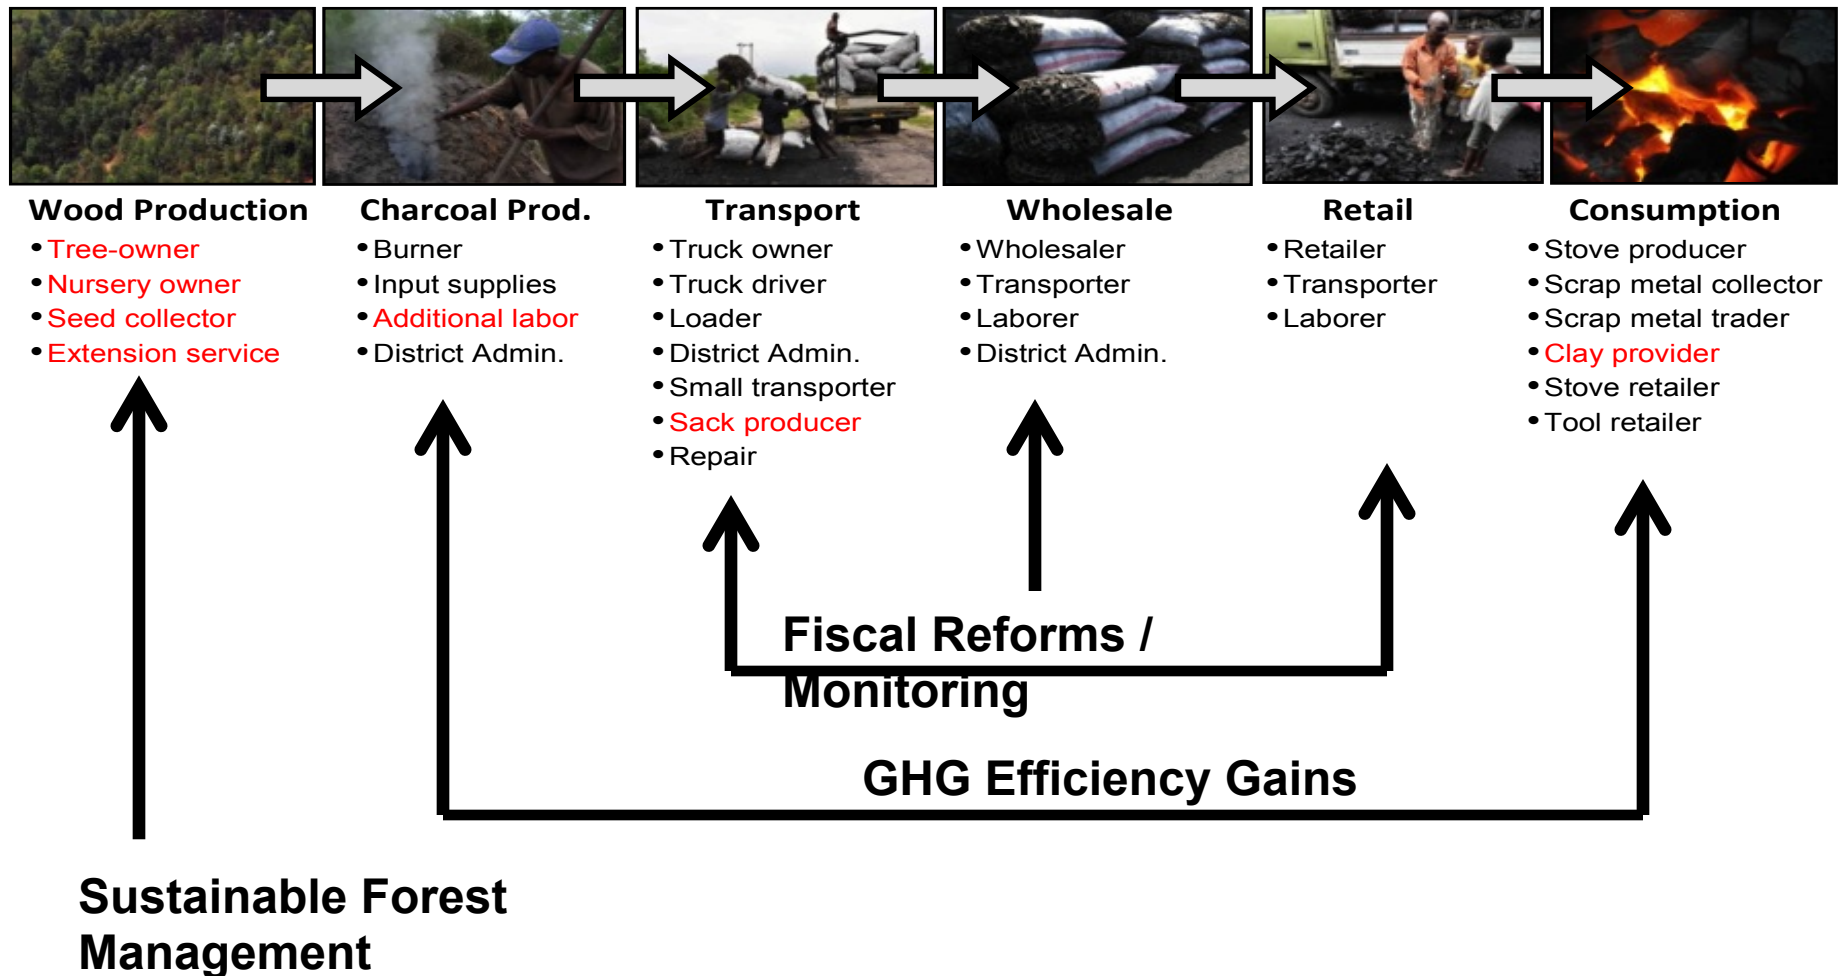 Wood Production
• Tree-owner
• Nursery owner
• Seed collector
• Extension service
Charcoal Prod.
• Burner
• Input supplies
• Additional labor
• District Admin.
Transport
• Truck owner
• Truck driver
• Loader
• District Admin.
• Small transporter
• Sack producer
• Repair
Wholesale
• Wholesaler
• Transporter
• Laborer
• District Admin.
Retail
• Retailer
• Transporter
• Laborer
Consumption
• Stove producer
• Scrap metal collector
• Scrap metal trader
• Clay provider
• Stove retailer
• Tool retailer
Fiscal Reforms /
Monitoring
GHG Efficiency Gains
Sustainable Forest
Management